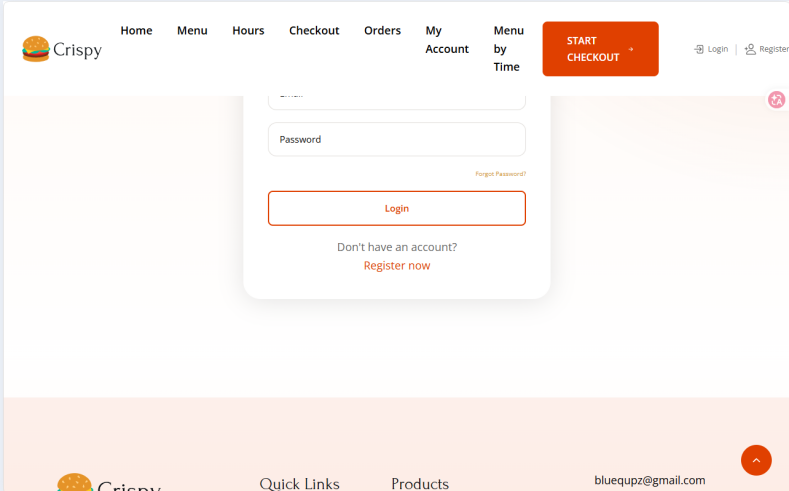 Crispy
Home
Menu
Hours
Checkout
Orders
My
Account
Menu
by
Time
START
CHECKOUT
Login
Register
Password
Forgot Password?
Login
Don't have an account?
Register now
Crispy
Quick Links
Products
bluequpz@gmail.com